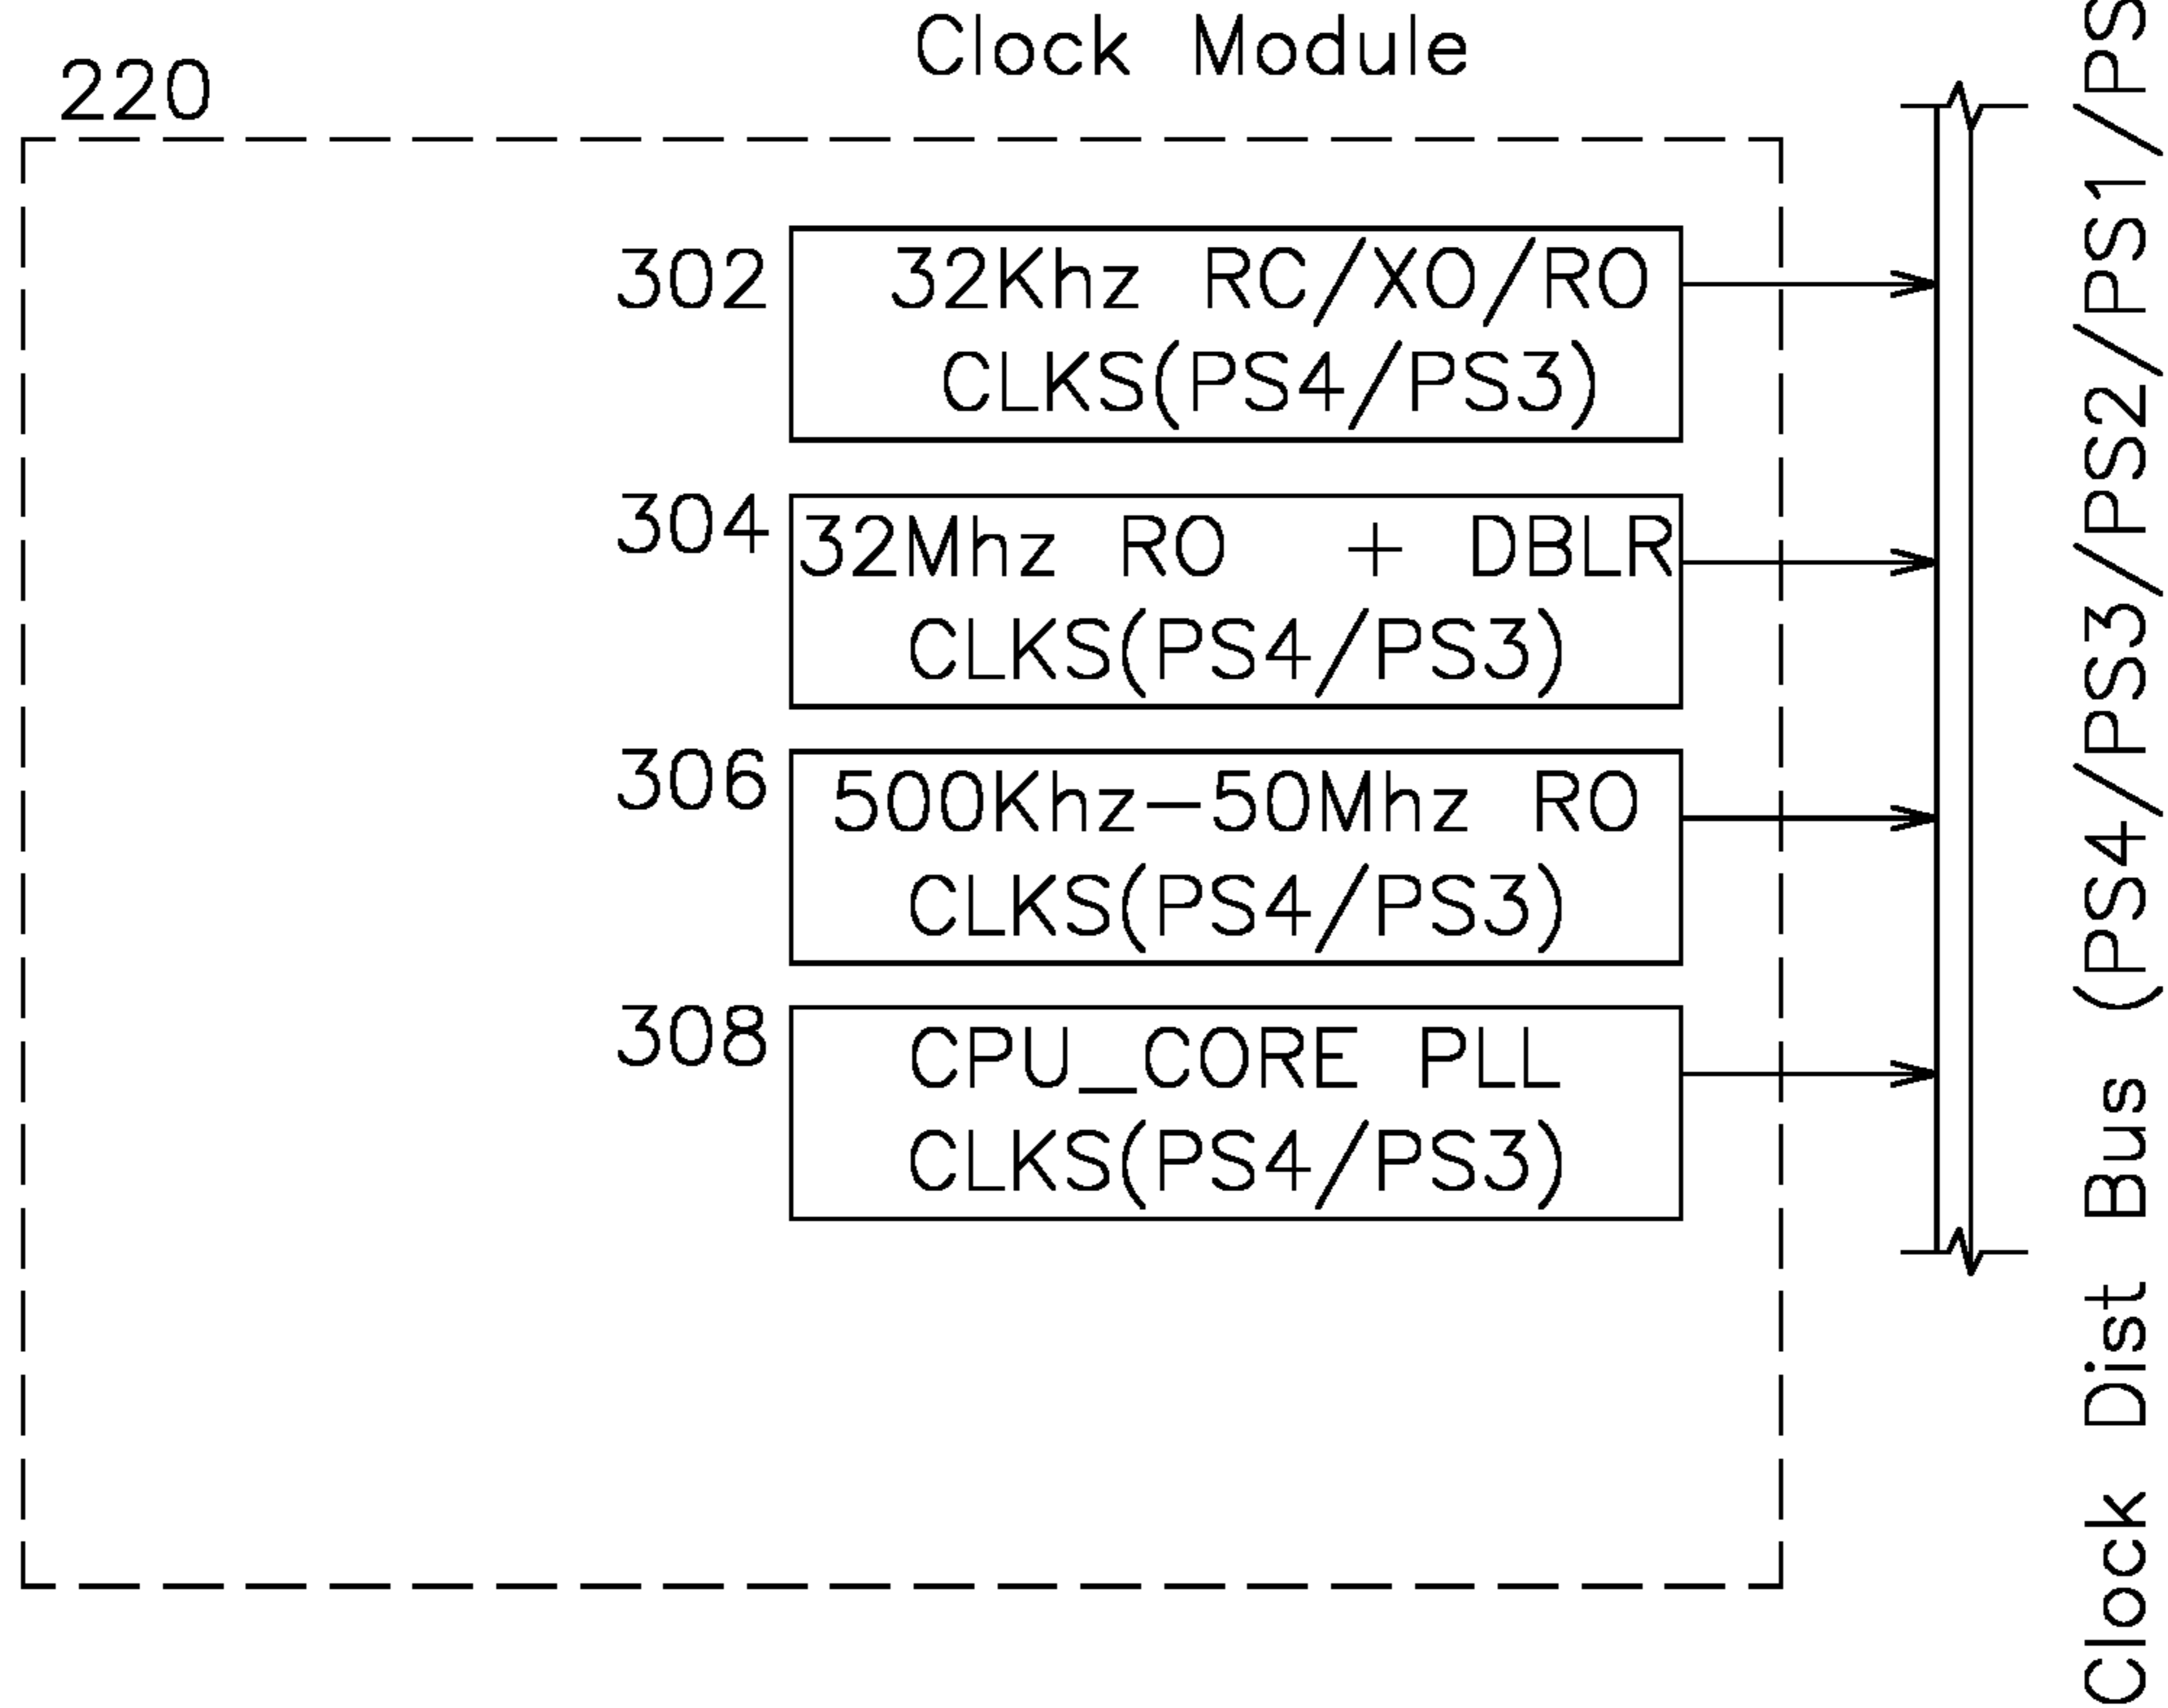 Clock Module
220
302
32Khz RC/XO/RO
CLKS(PS4/PS3)
304
32Mhz RO + DBLR
CLKS(PS4/PS3)
306
500Khz-50Mhz RO
CLKS(PS4/PS3)
308
CPU_CORE PLL
CLKS(PS4/PS3)
Clock Dist Bus (PS4/PS3/PS2/PS1/PS